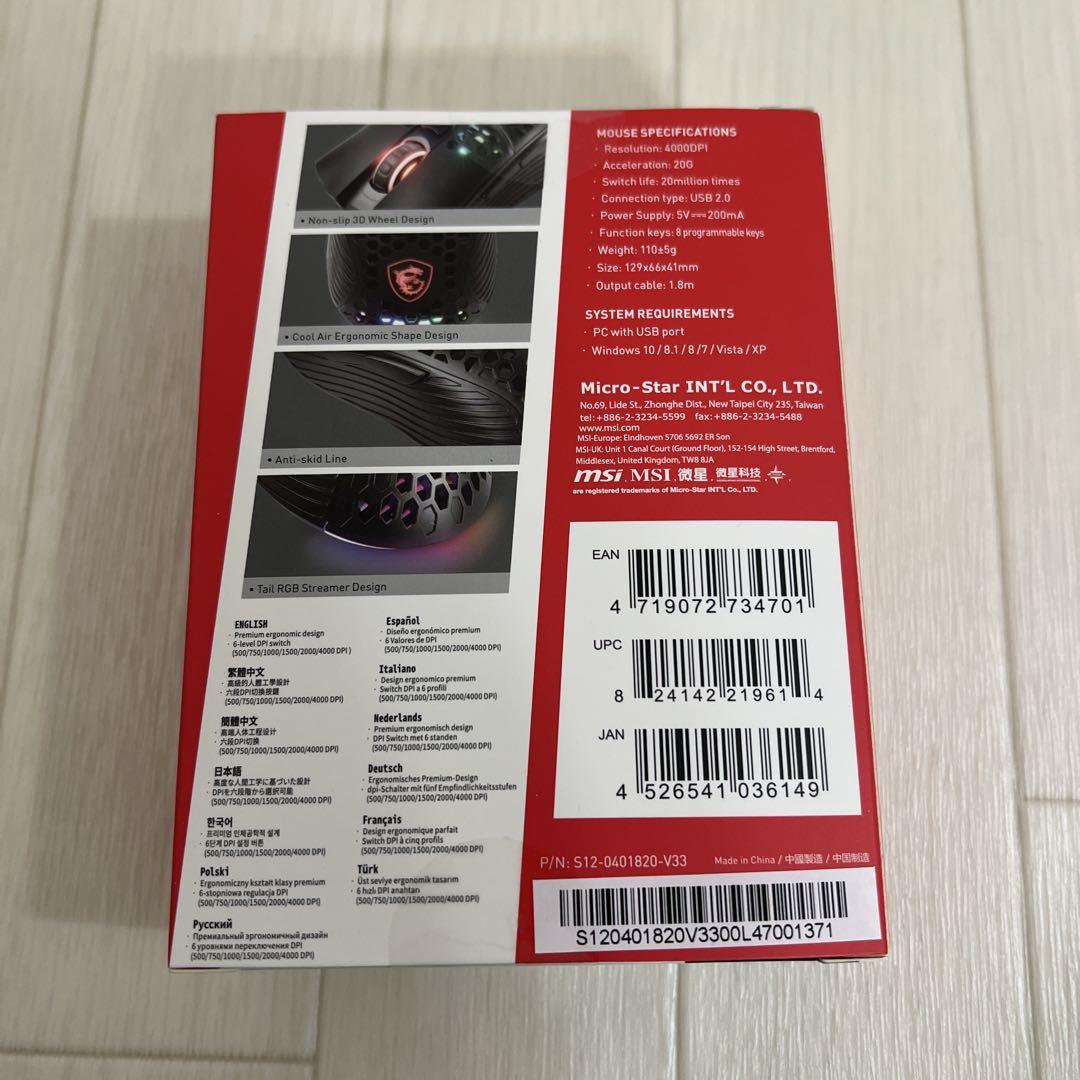 • Non-slip 3D Wheel Design
• Cool Air Ergonomic Shape Design
• Anti-skid Line
• Tail RGB Streamer Design
ENGLISH
· Premium ergonomic design
· 6-level DPI switch
(500/750/1000/1500/2000/4000 DPI )
繁體中文
· 高級的人體工學設計
· 六段DPI切換按鍵
(500/750/1000/1500/2000/4000 DPI)
簡體中文
· 高端人体工程设计
· 六段DPI切换
(500/750/1000/1500/2000/4000 DPI)
日本語
· 高度な人間工学に基づいた設計
· DPIを六段階から選択可能
(500/750/1000/1500/2000/4000 DPI)
한국어
· 프리미엄 인체공학적 설계
· 6단계 DPI 설정 버튼
(500/750/1000/1500/2000/4000 DPI)
Polski
· Ergonomiczny kształt klasy premium
· 6-stopniowa regulacja DPI
(500/750/1000/1500/2000/4000 DPI)
Русский
· Премиальный эргономичный дизайн
· 6 уровнями переключения DPI
(500/750/1000/1500/2000/4000 DPI)
Español
· Diseño ergonómico premium
· 6 Valores de DPI
(500/750/1000/1500/2000/4000 DPI)
Italiano
· Design ergonomico premium
· Switch DPI a 6 profili
(500/750/1000/1500/2000/4000 DPI)
Nederlands
· Premium ergonomisch design
· DPI Switch met 6 standen
(500/750/1000/1500/2000/4000 DPI)
Deutsch
· Ergonomisches Premium-Design
· dpi-Schalter mit fünf Empfindlichkeitsstufen
(500/750/1000/1500/2000/4000 DPI)
Français
· Design ergonomique parfait
· Switch DPI à cinq profils
(500/750/1000/1500/2000/4000 DPI)
Türk
· Üst seviye ergonomik tasarım
· 6 hızlı DPI anahtarı
(500/750/1000/1500/2000/4000 DPI)
MOUSE SPECIFICATIONS
· Resolution: 4000DPI
· Acceleration: 20G
· Switch life: 20million times
· Connection type: USB 2.0
· Power Supply: 5V⎓200mA
· Function keys: 8 programmable keys
· Weight: 110±5g
· Size: 129x66x41mm
· Output cable: 1.8m
SYSTEM REQUIREMENTS
· PC with USB port
· Windows 10 / 8.1 / 8 / 7 / Vista / XP
Micro-Star INT'L CO., LTD.
No.69, Lide St., Zhonghe Dist., New Taipei City 235, Taiwan
tel:+886-2-3234-5599 fax:+886-2-3234-5488
www.msi.com
MSI-Europe: Eindhoven 5706 5692 ER Son
MSI-UK: Unit 1 Canal Court (Ground Floor), 152-154 High Street, Brentford,
Middlesex, United Kingdom, TW8 8JA
msi , MSI , 微星 , 微星科技 ,
are registered trademarks of Micro-Star INT'L Co., LTD.
EAN
4 719072 734701
UPC
8 24142 21961 4
JAN
4 526541 036149
P/N: S12-0401820-V33
Made in China / 中國製造 / 中国制造
S120401820V3300L47001371